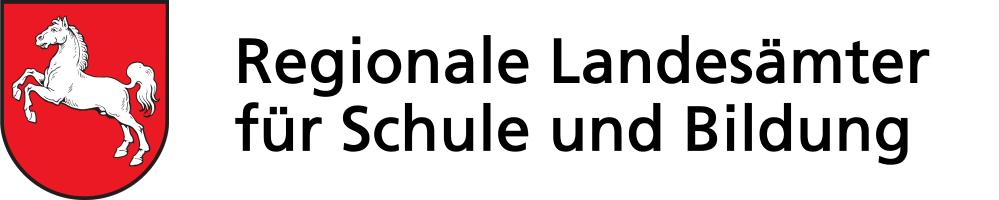 Regionale Landesämter
für Schule und Bildung